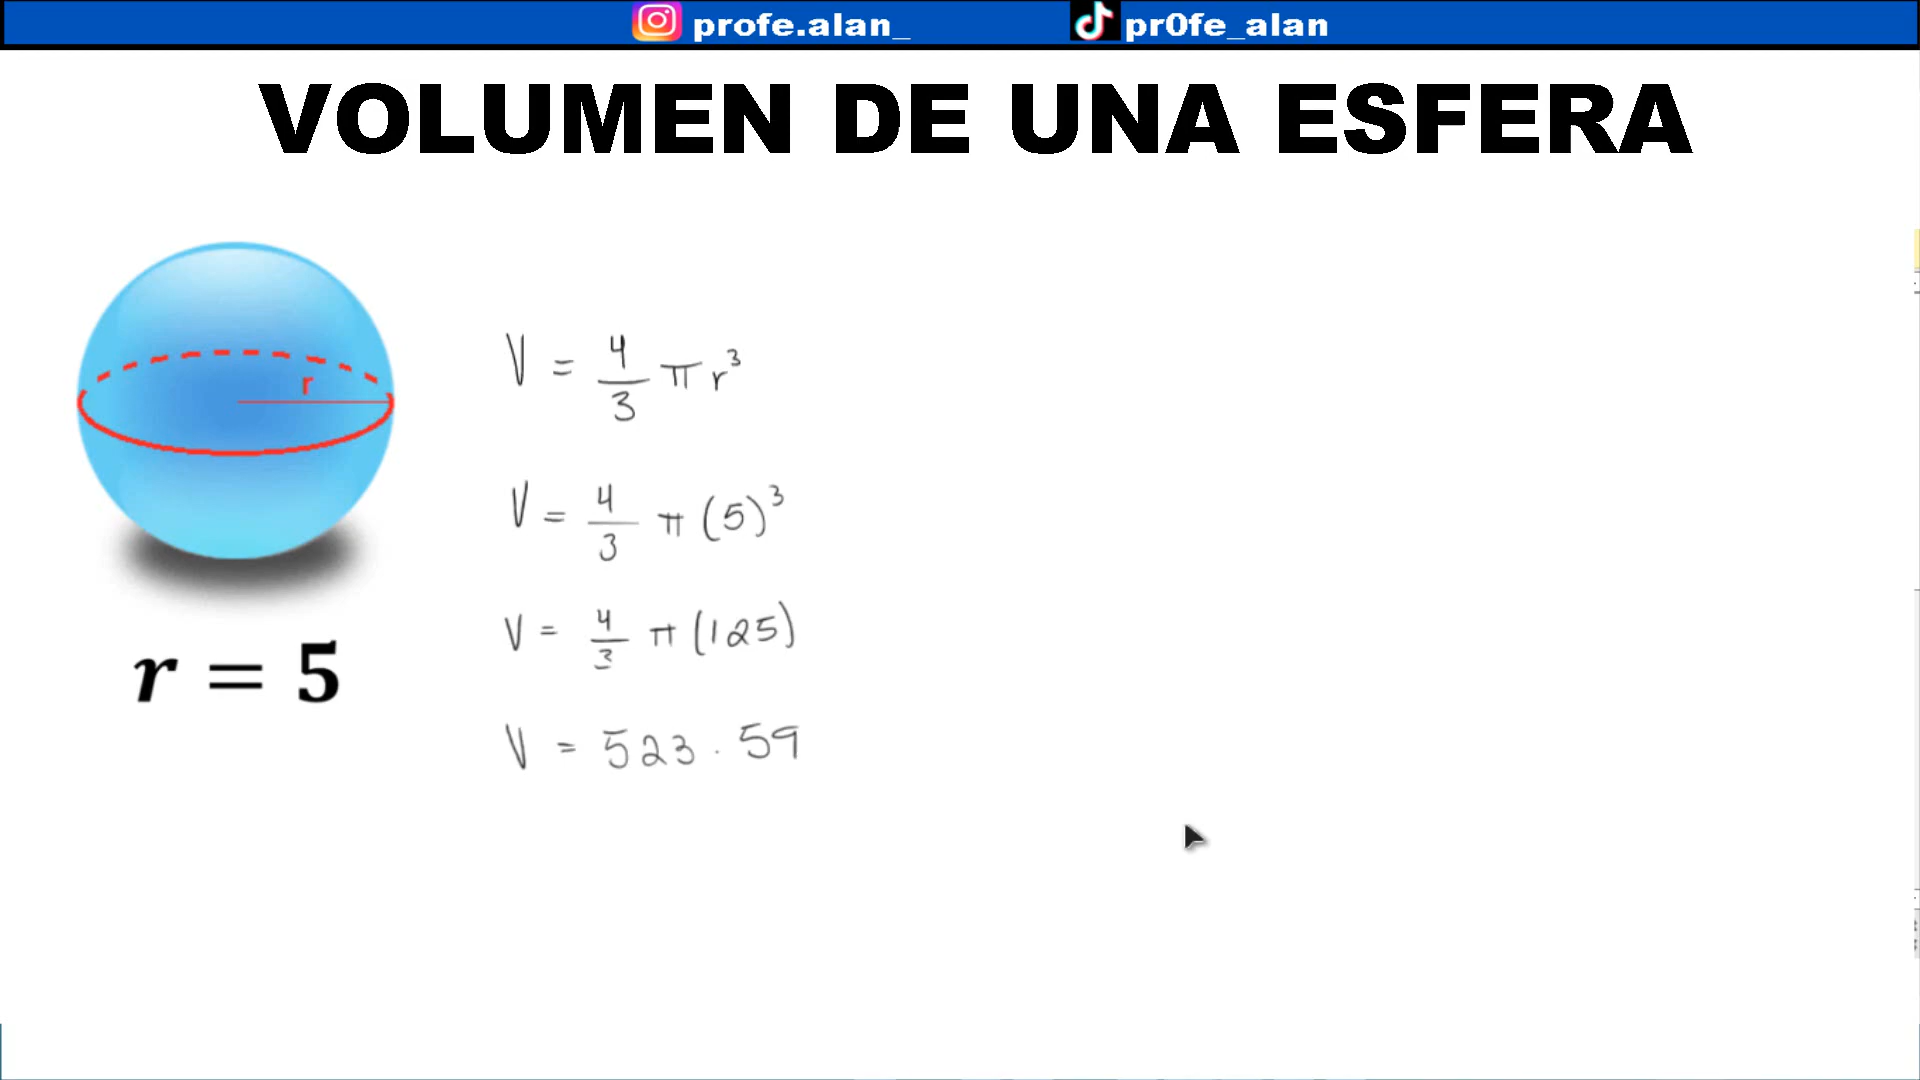 profe.alan_ pr0fe_alan
VOLUMEN DE UNA ESFERA
r
r = 5
V = 4/3 π r³
V = 4/3 π (5)³
V = 4/3 π (125)
V = 523.59